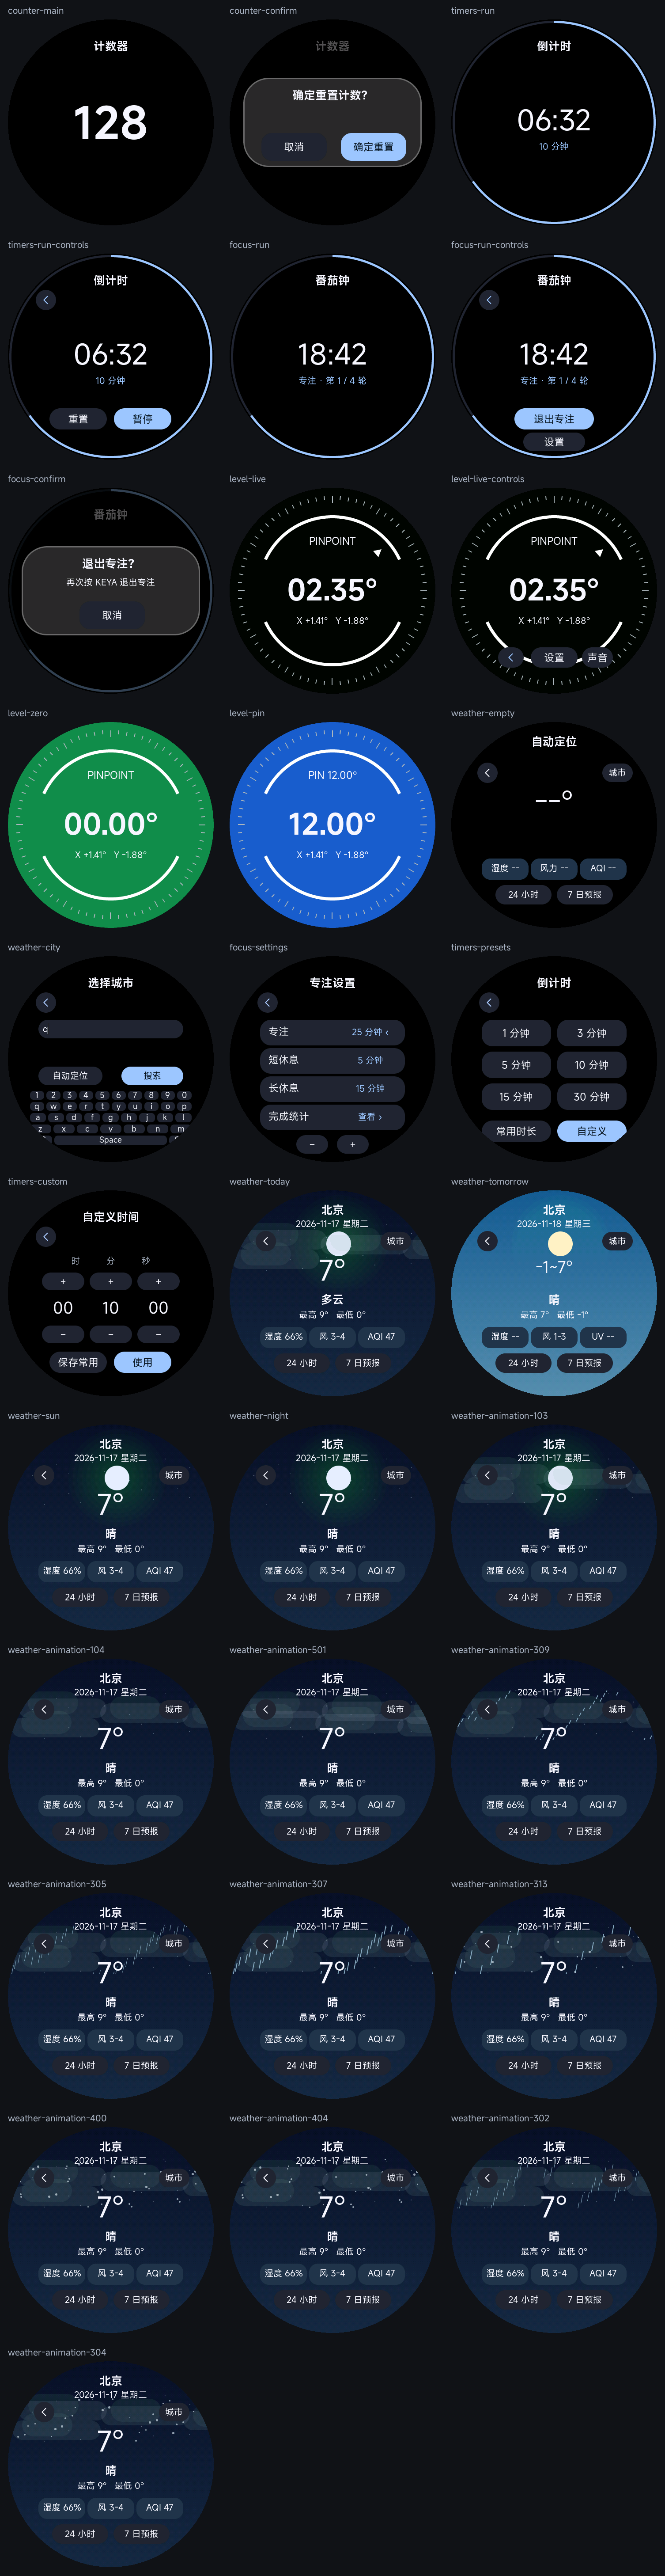 counter-main
计数器
128
counter-confirm
计数器
确定重置计数？
取消
确定重置
timers-run
倒计时
06:32
10 分钟
timers-run-controls
倒计时
06:32
10 分钟
重置
暂停
focus-run
番茄钟
18:42
专注 · 第 1 / 4 轮
focus-run-controls
番茄钟
18:42
专注 · 第 1 / 4 轮
退出专注
设置
focus-confirm
番茄钟
退出专注？
再次按 KEYA 退出专注
取消
level-live
PINPOINT
02.35°
X +1.41° Y -1.88°
level-live-controls
PINPOINT
02.35°
X +1.41° Y -1.88°
设置
声音
level-zero
PINPOINT
00.00°
X +1.41° Y -1.88°
level-pin
PIN 12.00°
12.00°
X +1.41° Y -1.88°
weather-empty
自动定位
城市
--°
湿度 --
风力 --
AQI --
24 小时
7 日预报
weather-city
选择城市
q
自动定位
搜索
1 2 3 4 5 6 7 8 9 0
q w e r t y u i o p
a s d f g h j k l
z x c v b n m
Space
focus-settings
专注设置
专注 25 分钟 ‹
短休息 5 分钟
长休息 15 分钟
完成统计 查看 ›
− +
timers-presets
倒计时
1 分钟
3 分钟
5 分钟
10 分钟
15 分钟
30 分钟
常用时长
自定义
timers-custom
自定义时间
时 分 秒
+ + +
00 10 00
− − −
保存常用
使用
weather-today
北京
2026-11-17 星期二
城市
7°
多云
最高 9° 最低 0°
湿度 66%
风 3-4
AQI 47
24 小时
7 日预报
weather-tomorrow
北京
2026-11-18 星期三
城市
-1~7°
晴
最高 7° 最低 -1°
湿度 --
风 1-3
UV --
24 小时
7 日预报
weather-sun
北京
2026-11-17 星期二
城市
7°
晴
最高 9° 最低 0°
湿度 66%
风 3-4
AQI 47
24 小时
7 日预报
weather-night
北京
2026-11-17 星期二
城市
7°
晴
最高 9° 最低 0°
湿度 66%
风 3-4
AQI 47
24 小时
7 日预报
weather-animation-103
北京
2026-11-17 星期二
城市
7°
晴
最高 9° 最低 0°
湿度 66%
风 3-4
AQI 47
24 小时
7 日预报
weather-animation-104
北京
2026-11-17 星期二
城市
7°
晴
最高 9° 最低 0°
湿度 66%
风 3-4
AQI 47
24 小时
7 日预报
weather-animation-501
北京
2026-11-17 星期二
城市
7°
晴
最高 9° 最低 0°
湿度 66%
风 3-4
AQI 47
24 小时
7 日预报
weather-animation-309
北京
2026-11-17 星期二
城市
7°
晴
最高 9° 最低 0°
湿度 66%
风 3-4
AQI 47
24 小时
7 日预报
weather-animation-305
北京
2026-11-17 星期二
城市
7°
晴
最高 9° 最低 0°
湿度 66%
风 3-4
AQI 47
24 小时
7 日预报
weather-animation-307
北京
2026-11-17 星期二
城市
7°
晴
最高 9° 最低 0°
湿度 66%
风 3-4
AQI 47
24 小时
7 日预报
weather-animation-313
北京
2026-11-17 星期二
城市
7°
晴
最高 9° 最低 0°
湿度 66%
风 3-4
AQI 47
24 小时
7 日预报
weather-animation-400
北京
2026-11-17 星期二
城市
7°
晴
最高 9° 最低 0°
湿度 66%
风 3-4
AQI 47
24 小时
7 日预报
weather-animation-404
北京
2026-11-17 星期二
城市
7°
晴
最高 9° 最低 0°
湿度 66%
风 3-4
AQI 47
24 小时
7 日预报
weather-animation-302
北京
2026-11-17 星期二
城市
7°
晴
最高 9° 最低 0°
湿度 66%
风 3-4
AQI 47
24 小时
7 日预报
weather-animation-304
北京
2026-11-17 星期二
城市
7°
晴
最高 9° 最低 0°
湿度 66%
风 3-4
AQI 47
24 小时
7 日预报